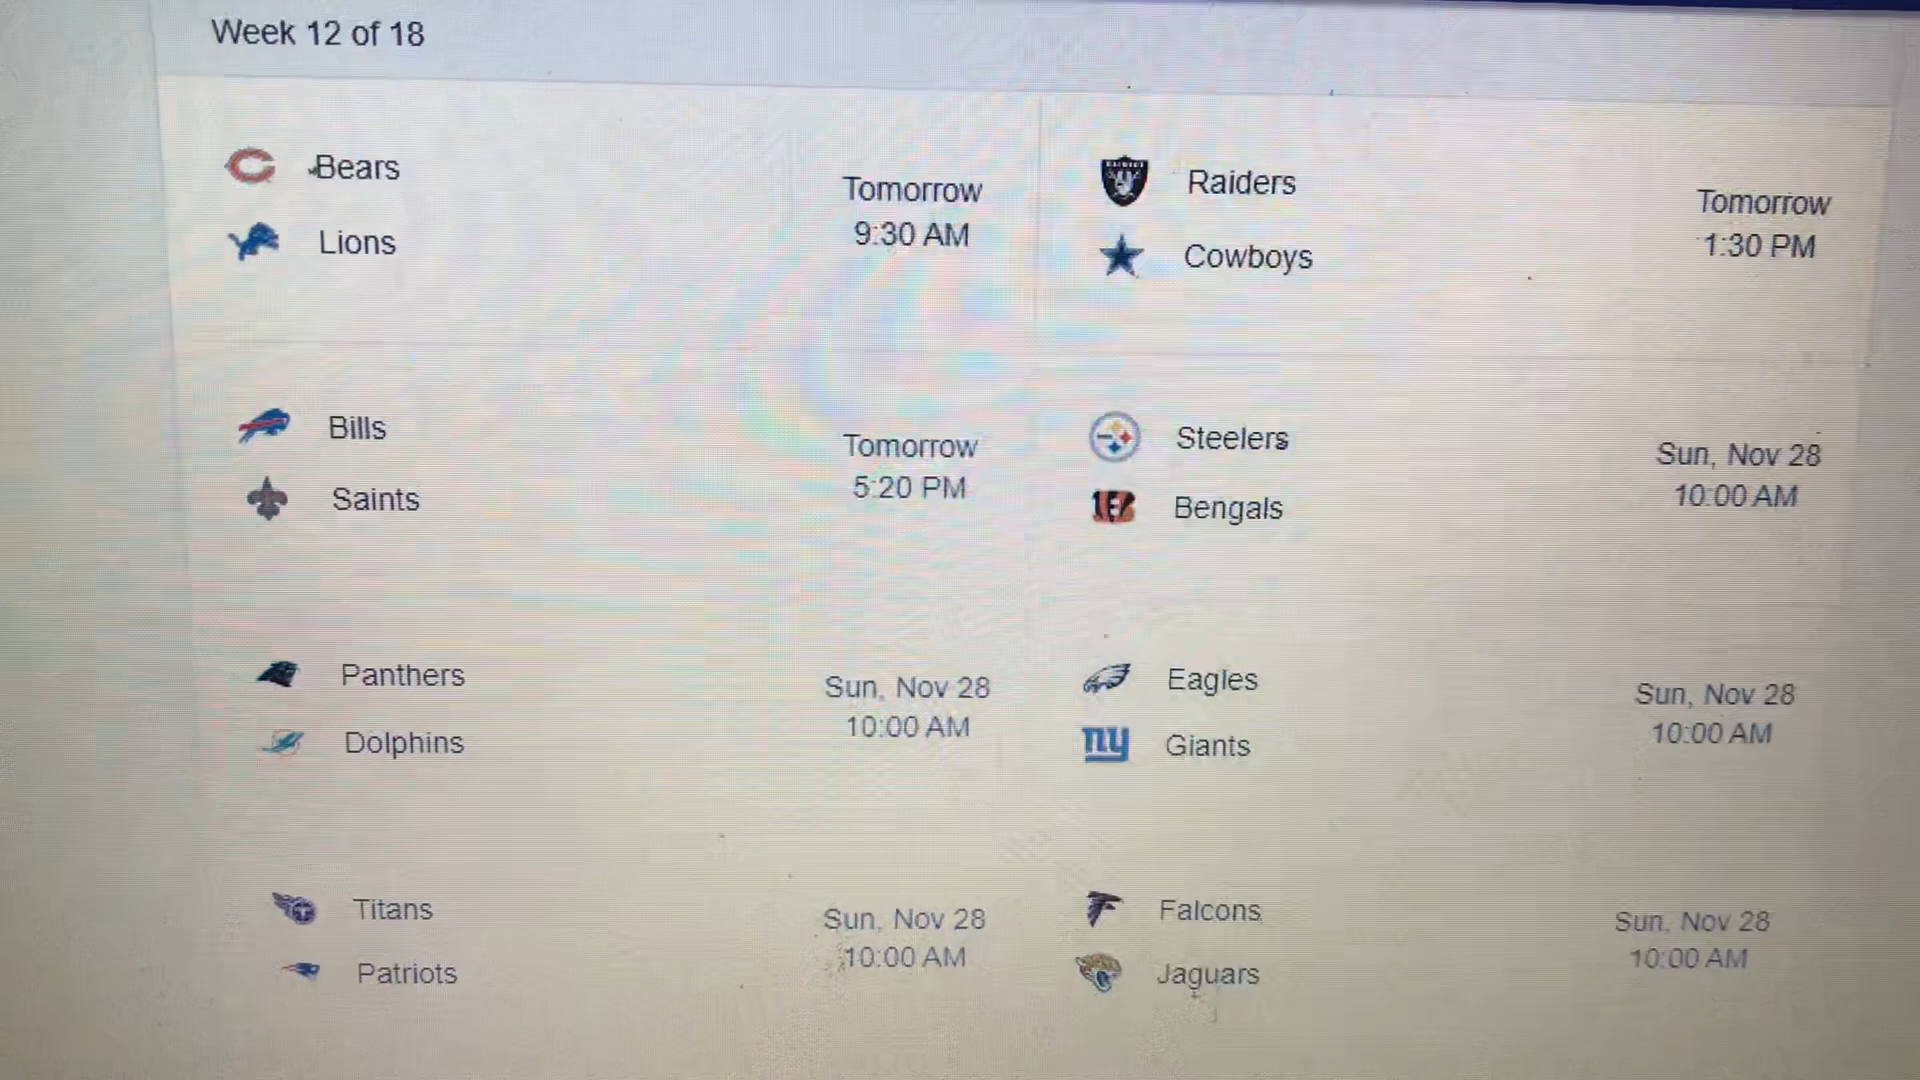 Week 12 of 18
Bears
Lions
Tomorrow
9:30 AM
Raiders
Cowboys
Tomorrow
1:30 PM
Bills
Saints
Tomorrow
5:20 PM
Steelers
Bengals
Sun, Nov 28
10:00 AM
Panthers
Dolphins
Sun, Nov 28
10:00 AM
Eagles
ny
Giants
Sun, Nov 28
10:00 AM
Titans
Patriots
Sun, Nov 28
10:00 AM
Falcons
Jaguars
Sun, Nov 28
10:00 AM